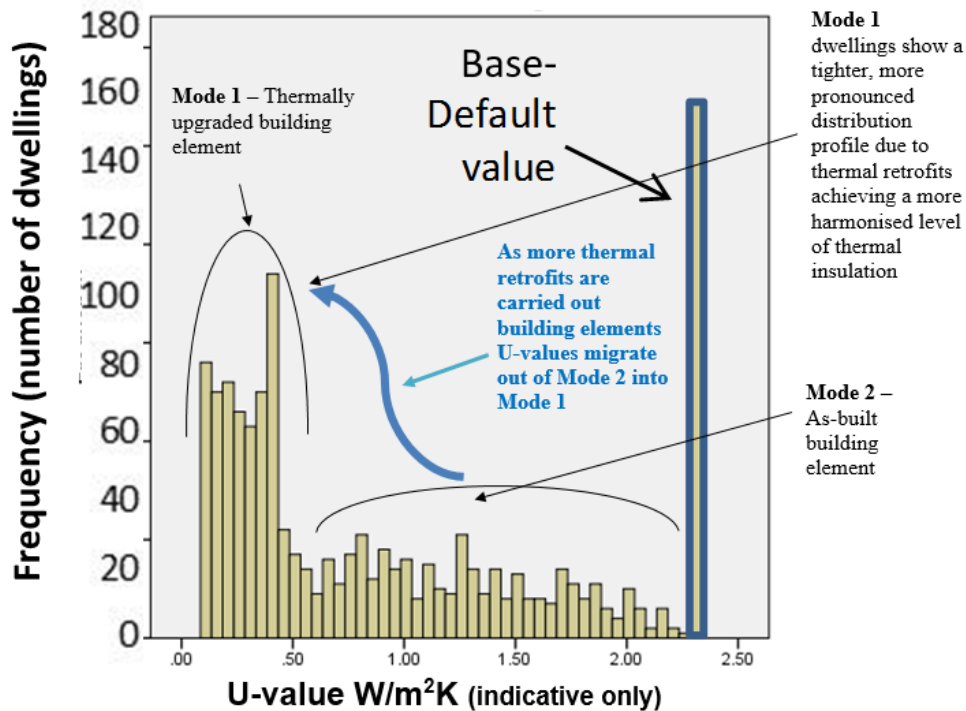 Frequency (number of dwellings)
180
160
140
120
100
80
60
40
20
0
Mode 1 – Thermally
upgraded building
element
Base-
Default
value
As more thermal
retrofits are
carried out
building elements
U-values migrate
out of Mode 2 into
Mode 1
Mode 1
dwellings show a
tighter, more
pronounced
distribution
profile due to
thermal retrofits
achieving a more
harmonised level
of thermal
insulation
Mode 2 –
As-built
building
element
.00 .50 1.00 1.50 2.00 2.50
U-value W/m²K (indicative only)